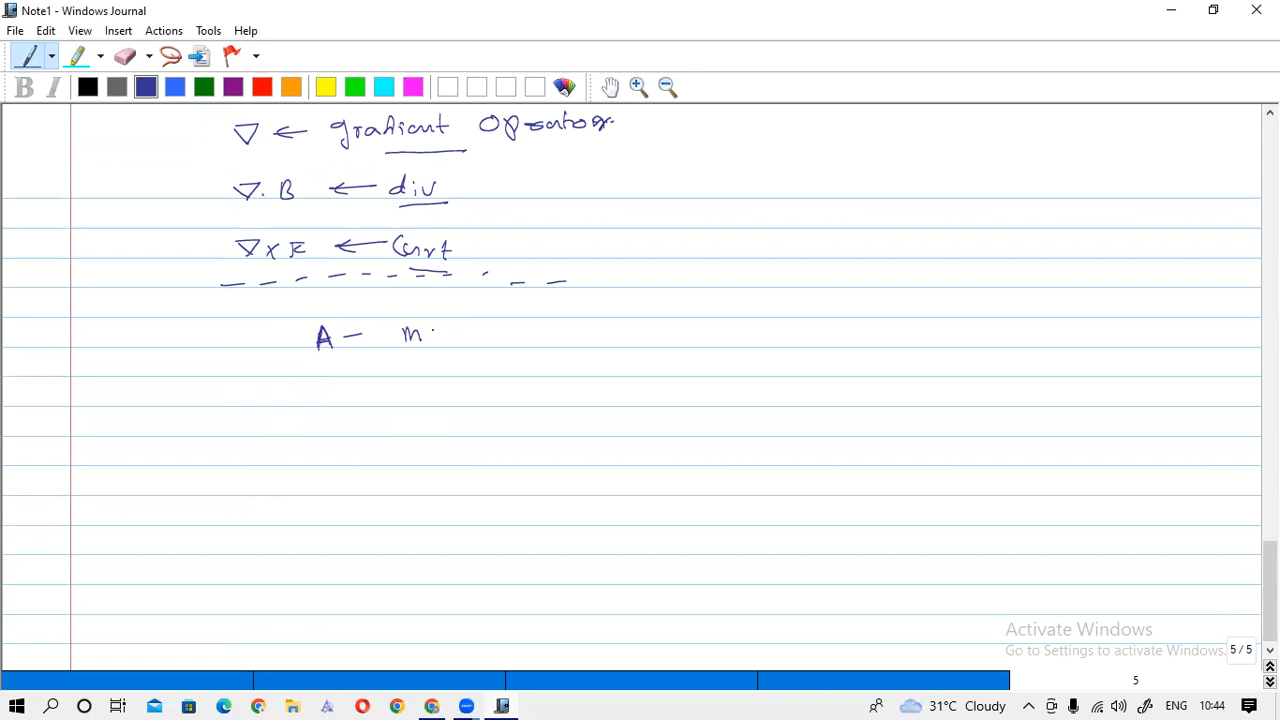 Note1 - Windows Journal
File Edit View Insert Actions Tools Help
B I
∇ ← gradient Operator
∇. B ← div
∇ x E ←
A - m
Activate Windows
Go to Settings to activate Windows.
5 / 5
5
31°C Cloudy
ENG
10:44